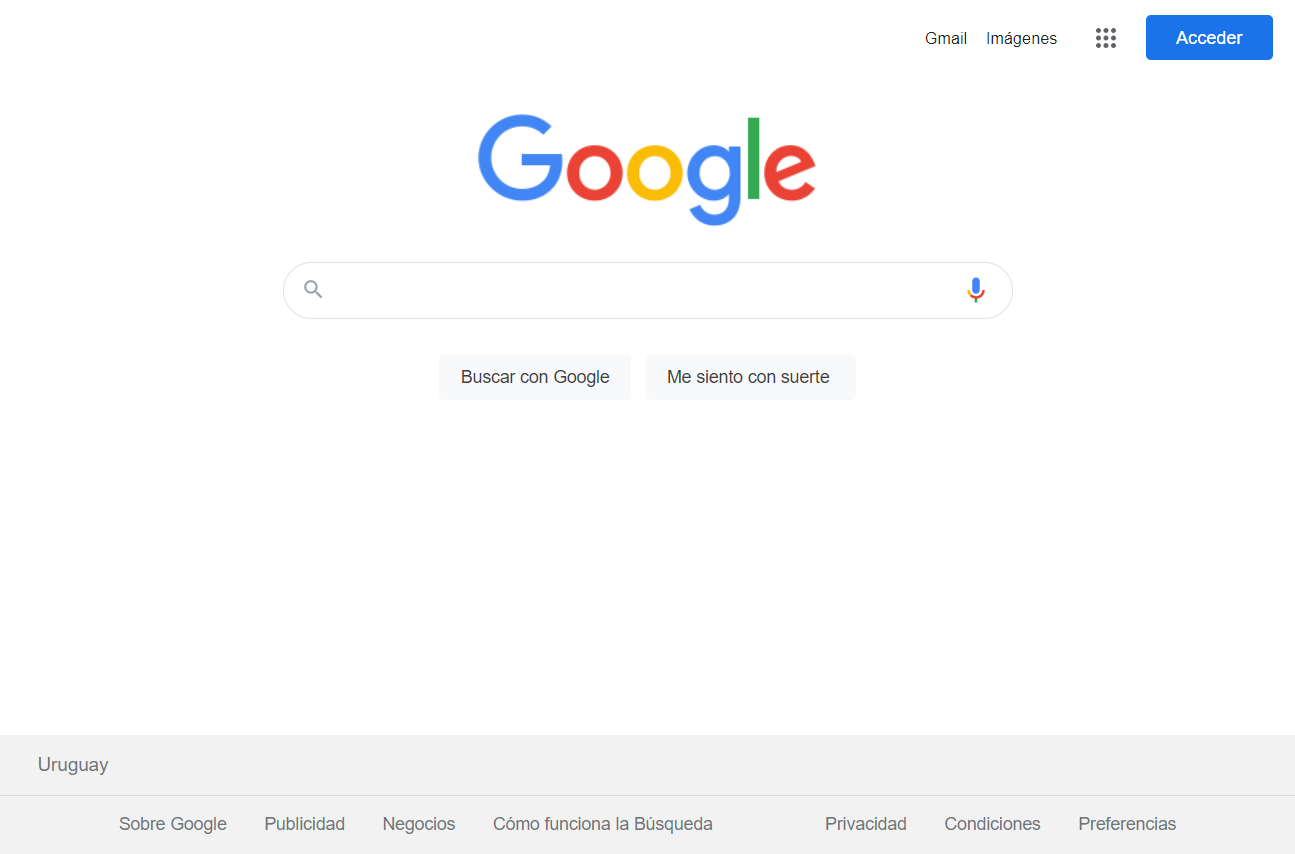 Gmail Imágenes Acceder
Google
Buscar con Google Me siento con suerte
Uruguay
Sobre Google Publicidad Negocios Cómo funciona la Búsqueda Privacidad Condiciones Preferencias